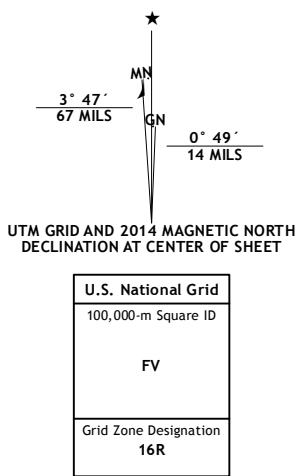 ★
MN
3° 47´
67 MILS
GN
0° 49´
14 MILS
UTM GRID AND 2014 MAGNETIC NORTH
DECLINATION AT CENTER OF SHEET
U.S. National Grid
100,000-m Square ID
FV
Grid Zone Designation
16R